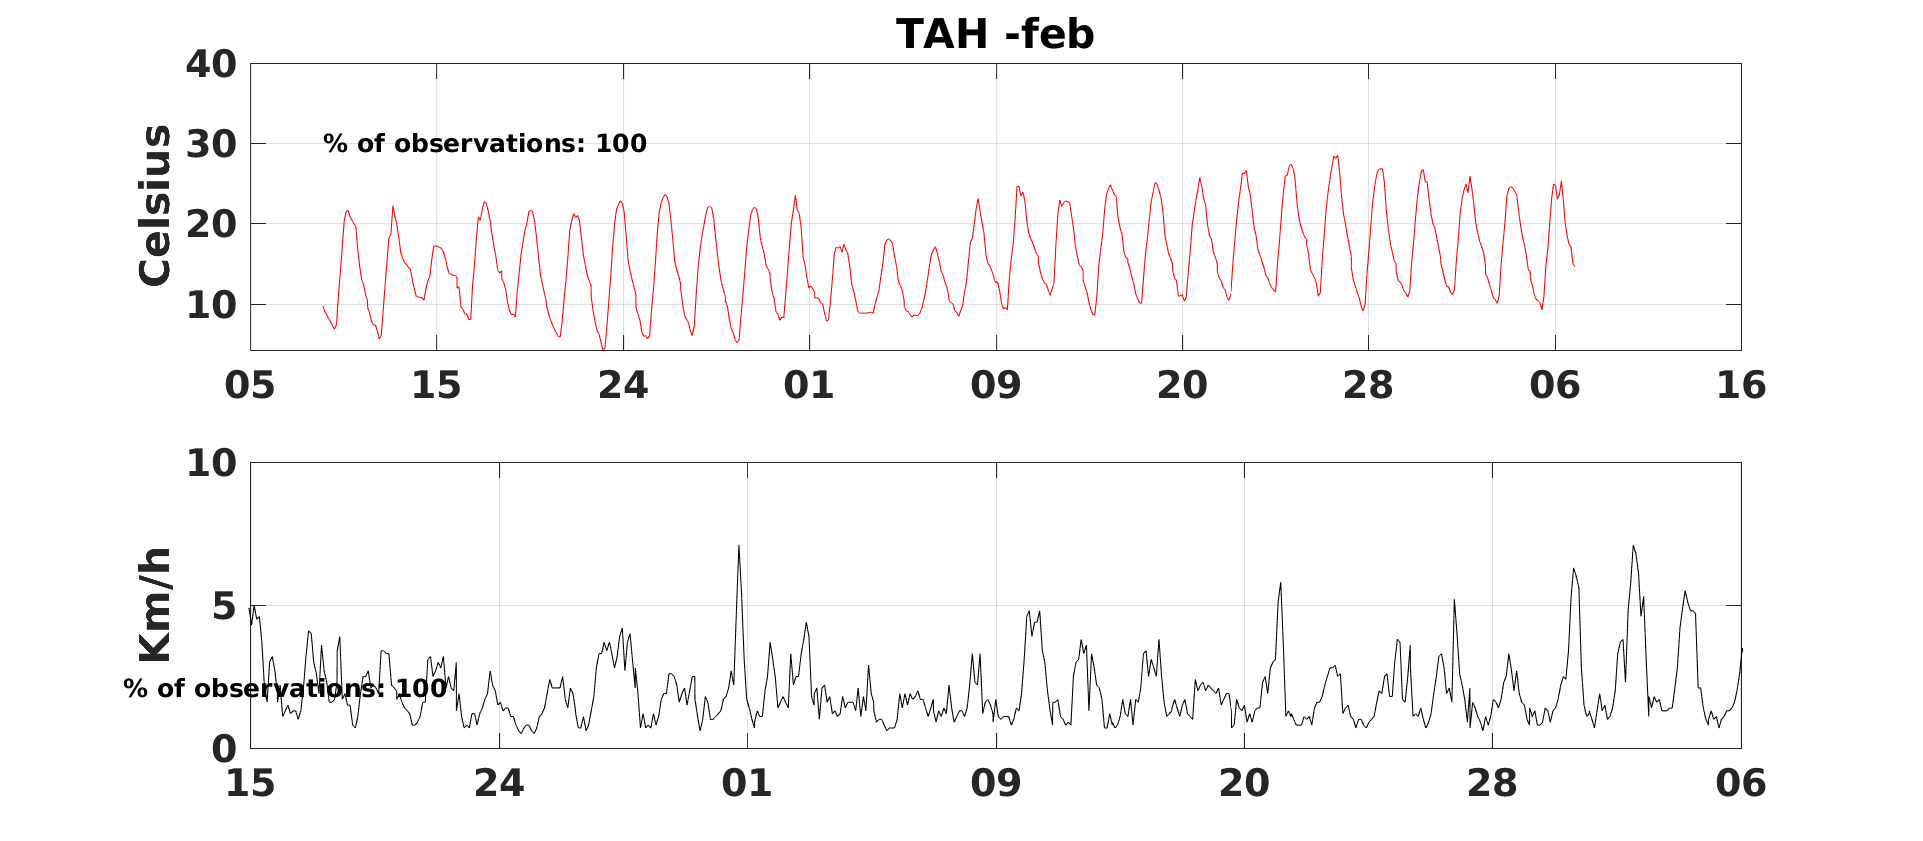 TAH -feb
Celsius
40
30
20
10
% of observations: 100
05 15 24 01 09 20 28 06 16
Km/h
10
5
0
% of observations: 100
15 24 01 09 20 28 06